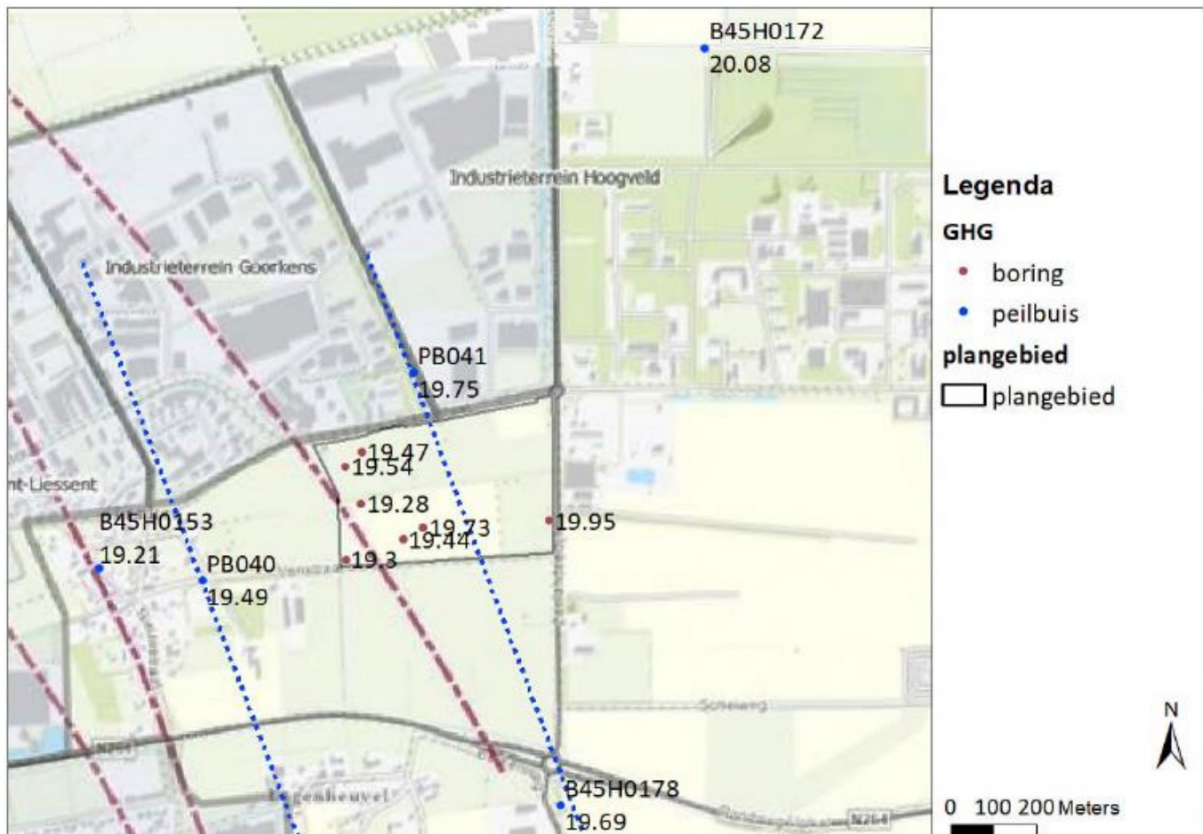 B45H0172
20.08
Industrieterrein Hoogveld
Industrieterrein Goorkens
PB041
19.75
19.47
19.54
19.28
19.73
19.44
19.95
19.3
nt-Liessent
B45H0153
19.21
PB040
19.49
N264
B45H0178
19.69
N264
Legenda
GHG
boring
peilbuis
plangebied
plangebied
N
0 100 200 Meters